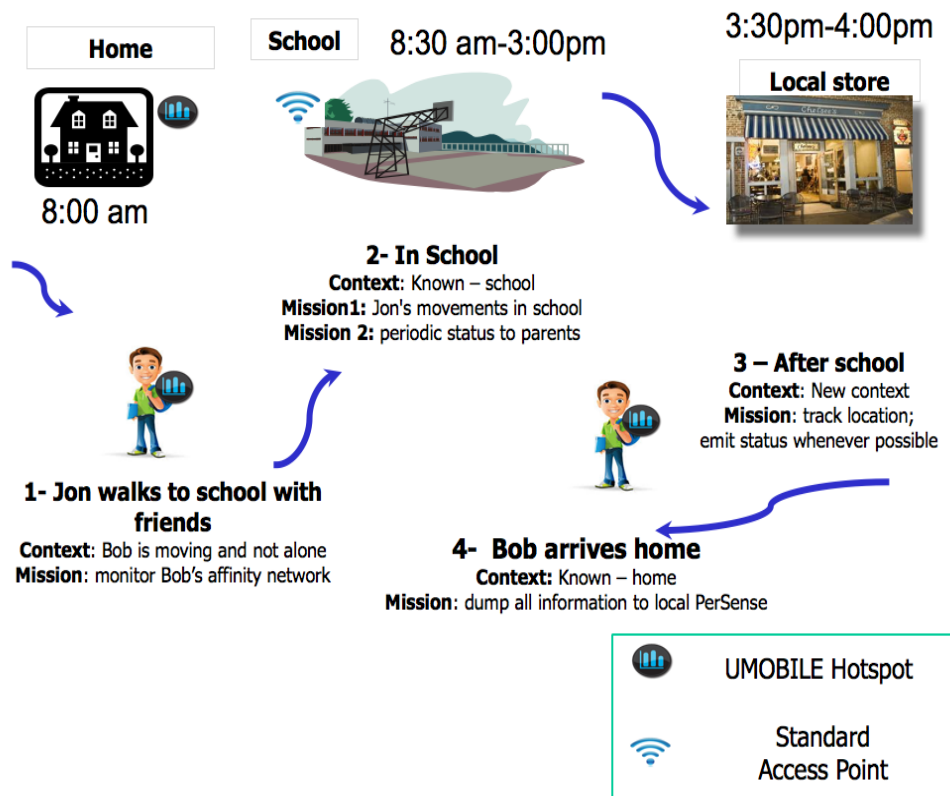 Home
School
8:30 am-3:00pm
3:30pm-4:00pm
Local store
Chelsea's
8:00 am
2- In School
Context: Known – school
Mission1: Jon's movements in school
Mission 2: periodic status to parents
3 – After school
Context: New context
Mission: track location;
emit status whenever possible
1- Jon walks to school with
friends
Context: Bob is moving and not alone
Mission: monitor Bob’s affinity network
4- Bob arrives home
Context: Known – home
Mission: dump all information to local PerSense
UMOBILE Hotspot
Standard
Access Point